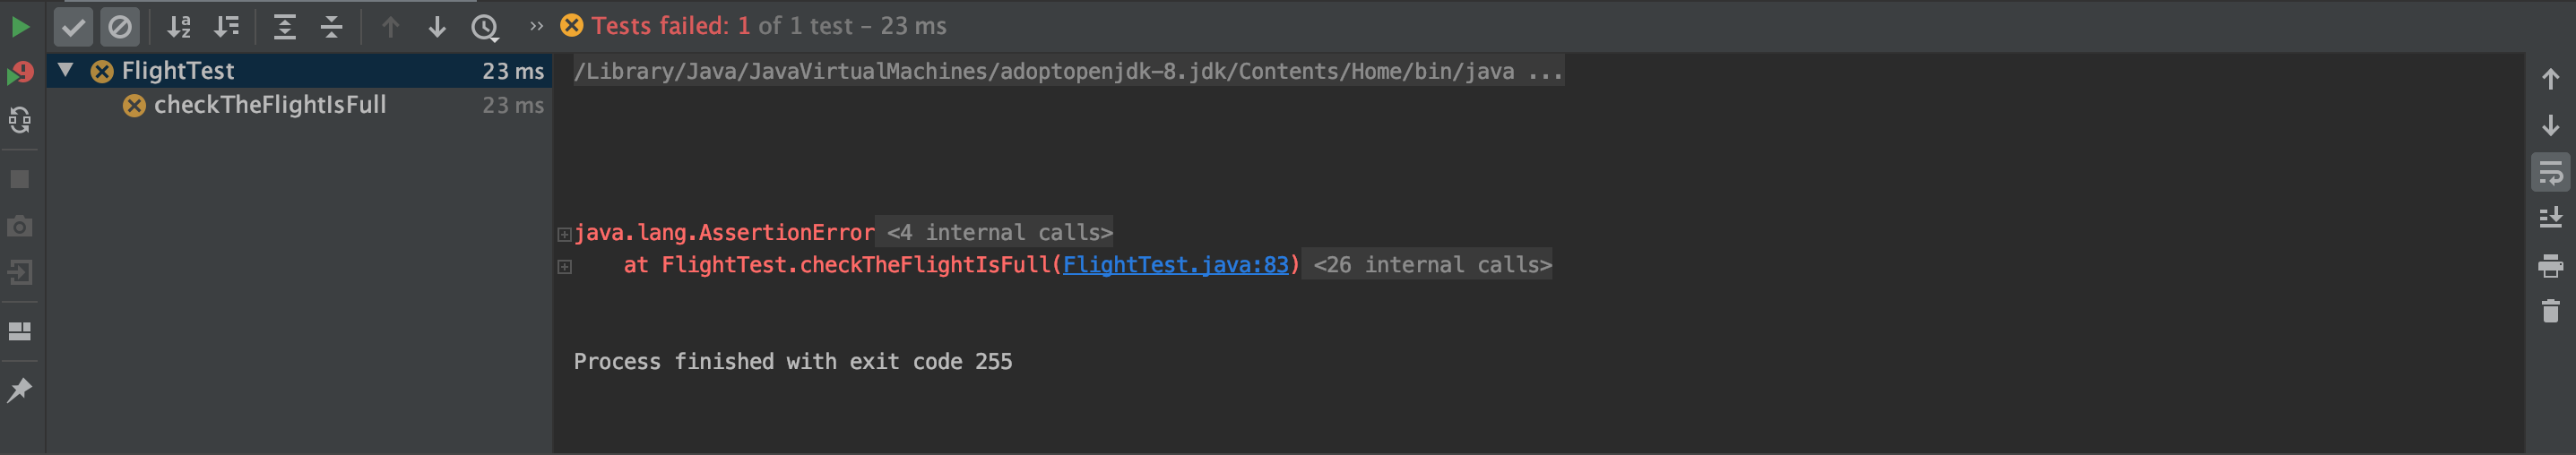 Tests failed: 1 of 1 test – 23 ms
FlightTest 23 ms
checkTheFlightIsFull 23 ms
/Library/Java/JavaVirtualMachines/adoptopenjdk-8.jdk/Contents/Home/bin/java ...
java.lang.AssertionError <4 internal calls>
at FlightTest.checkTheFlightIsFull(FlightTest.java:83) <26 internal calls>
Process finished with exit code 255